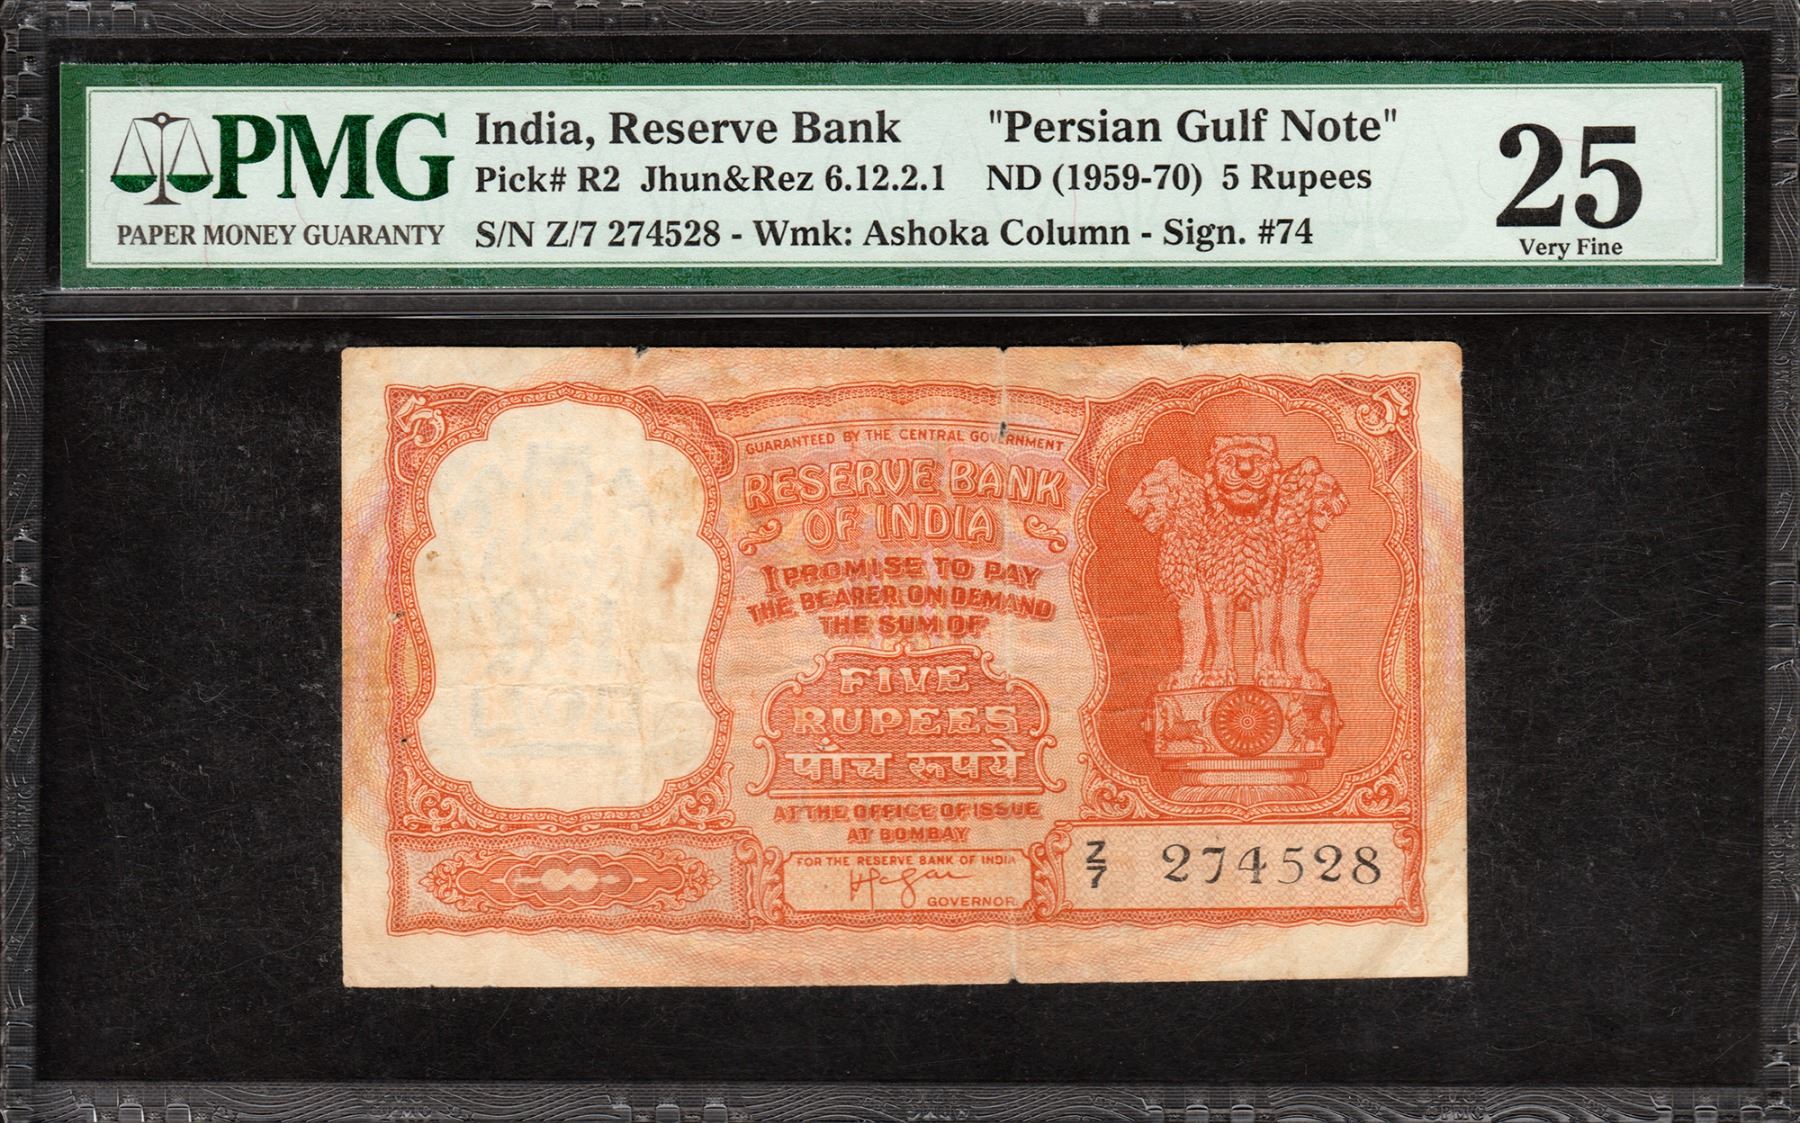 PMG
PAPER MONEY GUARANTY
India, Reserve Bank "Persian Gulf Note"
Pick# R2 Jhun&Rez 6.12.2.1 ND (1959-70) 5 Rupees
S/N Z/7 274528 - Wmk: Ashoka Column - Sign. #74
25
Very Fine
5
5
GUARANTEED BY THE CENTRAL GOVERNMENT
RESERVE BANK
OF INDIA
I PROMISE TO PAY
THE BEARER ON DEMAND
THE SUM OF
FIVE
RUPEES
पाँच रूपये
AT THE OFFICE OF ISSUE
AT BOMBAY
FOR THE RESERVE BANK OF INDIA
GOVERNOR
Z/7 274528